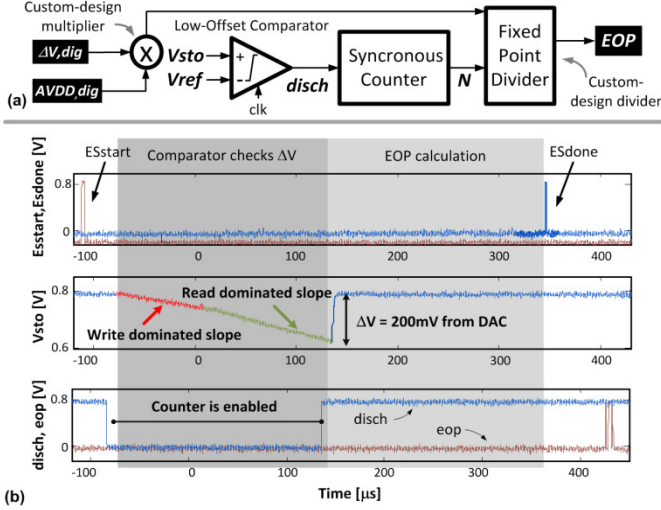 Custom-design
multiplier
ΔV,dig
AVDD,dig
X
Low-Offset Comparator
Vsto
Vref
+
-
clk
disch
Syncronous
Counter
N
Fixed
Point
Divider
EOP
Custom-
design divider
(a)
ESstart
Comparator checks ΔV
EOP calculation
ESdone
Esstart,Esdone [V]
0.8
0
-100 0 100 200 300 400
Vsto [V]
0.8
0.6
Read dominated slope
Write dominated slope
ΔV = 200mV from DAC
-100 0 100 200 300 400
disch, eop [V]
0.8
0
Counter is enabled
disch
eop
-100 0 100 200 300 400
Time [µs]
(b)